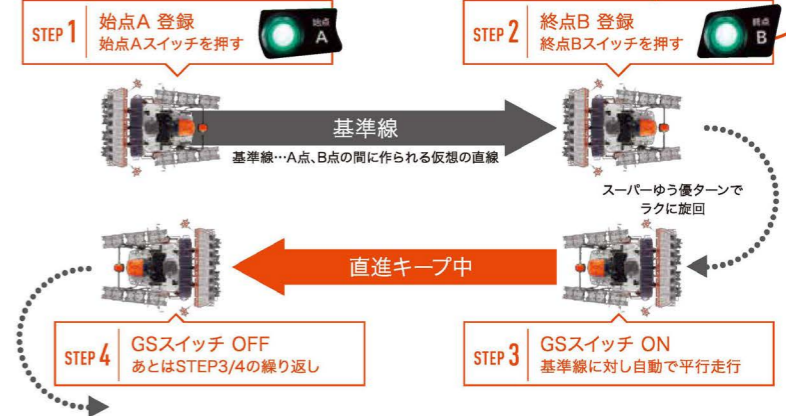 STEP 1
始点A 登録
始点Aスイッチを押す
始点
A
STEP 2
終点B 登録
終点Bスイッチを押す
終点
B
基準線
基準線…A点、B点の間に作られる仮想の直線
スーパーゆう優ターンで
ラクに旋回
直進キープ中
STEP 4
GSスイッチ OFF
あとはSTEP3/4の繰り返し
STEP 3
GSスイッチ ON
基準線に対し自動で平行走行